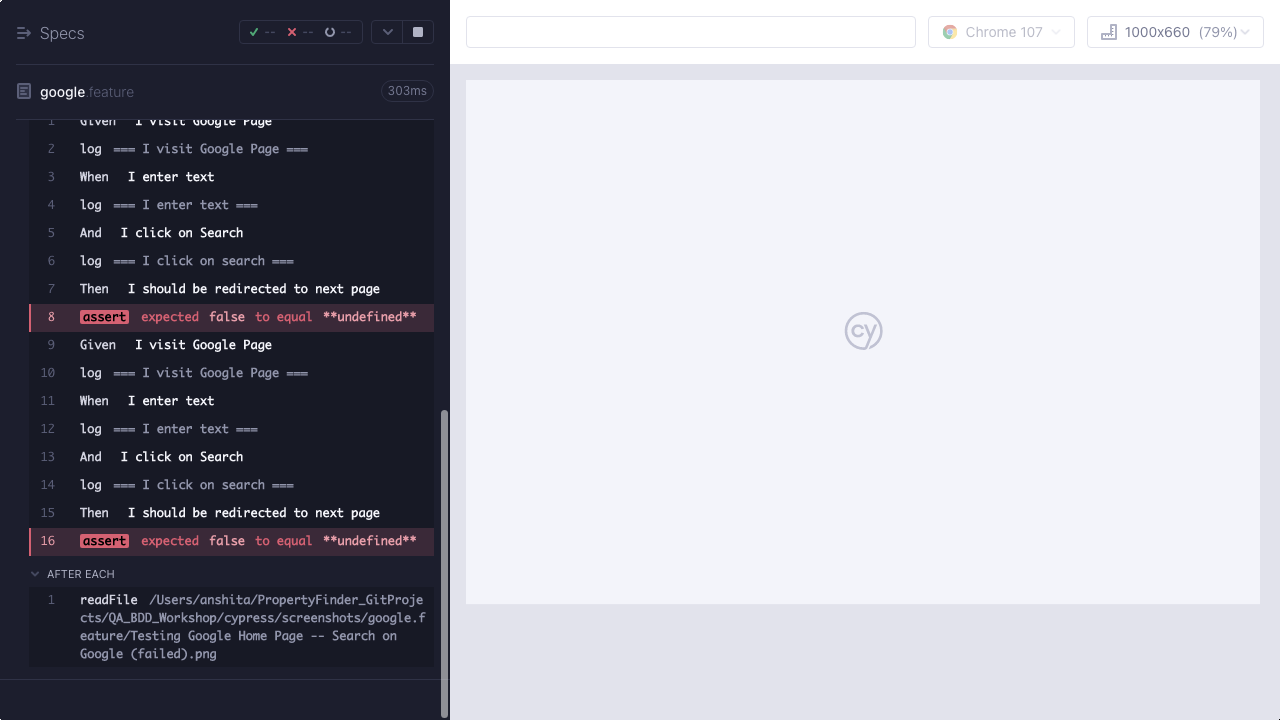 Specs
--
--
--
Chrome 107
1000x660 (79%)
google.feature
303ms
1 Given I visit Google Page
2 log === I visit Google Page ===
3 When I enter text
4 log === I enter text ===
5 And I click on Search
6 log === I click on search ===
7 Then I should be redirected to next page
8 assert expected false to equal **undefined**
9 Given I visit Google Page
10 log === I visit Google Page ===
11 When I enter text
12 log === I enter text ===
13 And I click on Search
14 log === I click on search ===
15 Then I should be redirected to next page
16 assert expected false to equal **undefined**
AFTER EACH
1 readFile /Users/anshita/PropertyFinder_GitProje
cts/QA_BDD_Workshop/cypress/screenshots/google.f
eature/Testing Google Home Page -- Search on
Google (failed).png
cy